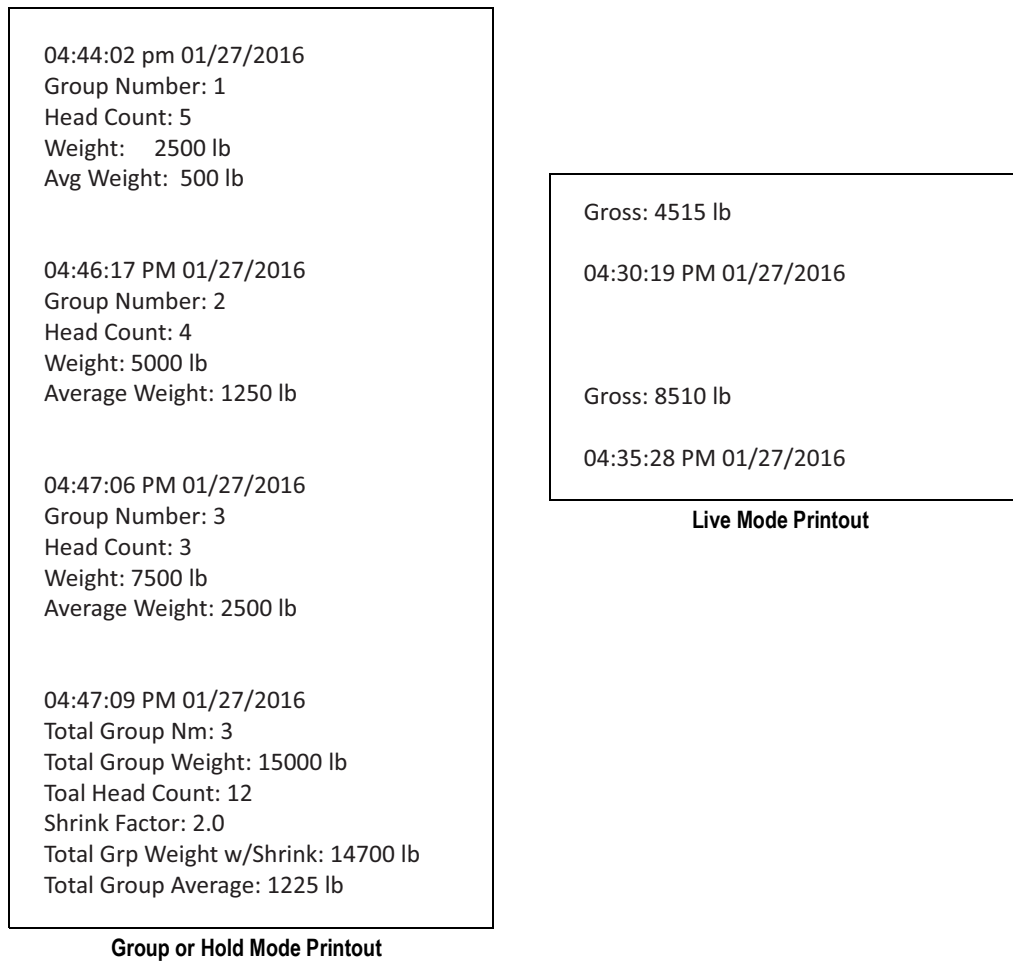 04:44:02 pm 01/27/2016
Group Number: 1
Head Count: 5
Weight:    2500 lb
Avg Weight:  500 lb
04:46:17 PM 01/27/2016
Group Number: 2
Head Count: 4
Weight: 5000 lb
Average Weight: 1250 lb
04:47:06 PM 01/27/2016
Group Number: 3
Head Count: 3
Weight: 7500 lb
Average Weight: 2500 lb
04:47:09 PM 01/27/2016
Total Group Nm: 3
Total Group Weight: 15000 lb
Toal Head Count: 12
Shrink Factor: 2.0
Total Grp Weight w/Shrink: 14700 lb
Total Group Average: 1225 lb
Group or Hold Mode Printout
Gross: 4515 lb
04:30:19 PM 01/27/2016
Gross: 8510 lb
04:35:28 PM 01/27/2016
Live Mode Printout